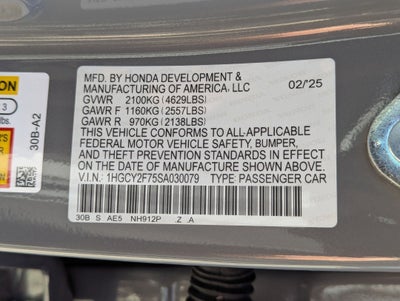 MFD. BY HONDA DEVELOPMENT &
MANUFACTURING OF AMERICA, LLC 02/'25
GVWR 2100KG (4629LBS)
GAWR F 1160KG (2557LBS)
GAWR R 970KG (2138LBS)
THIS VEHICLE CONFORMS TO ALL-APPLICABLE
FEDERAL MOTOR VEHICLE SAFETY, BUMPER,
AND THEFT PREVENTION STANDARDS IN EFFECT
ON THE DATE OF MANUFACTURE SHOWN ABOVE.
V.I.N.: 1HGCY2F75SA030079 TYPE: PASSENGER CAR
30B S AE5 NH912P .Z .A
30B-A2
3